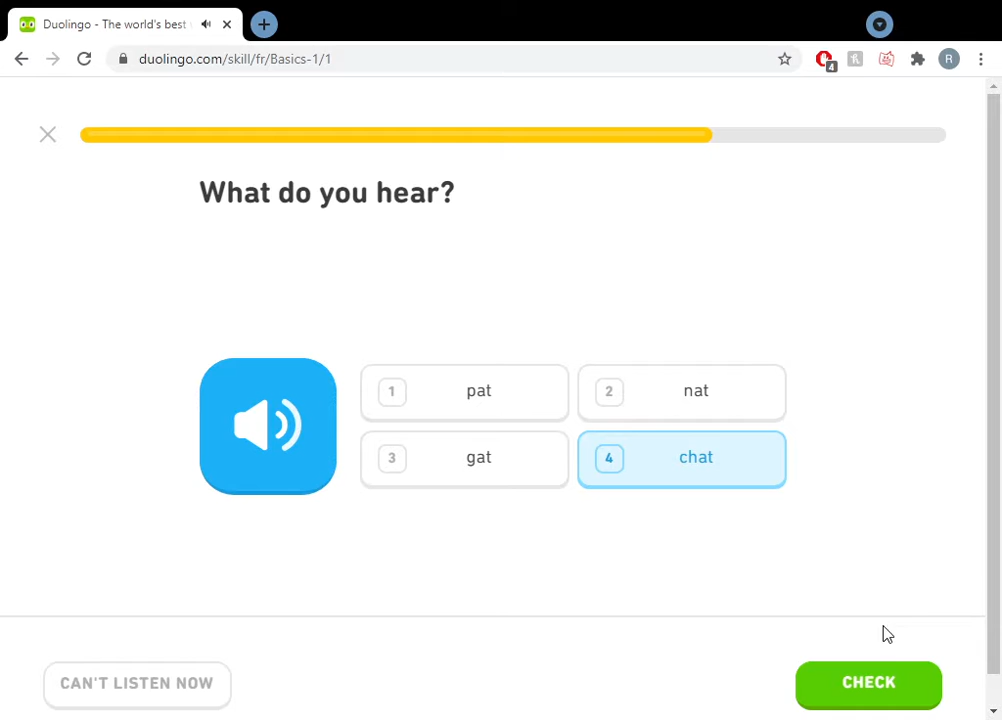 Duolingo - The world's best
duolingo.com/skill/fr/Basics-1/1
4
R
What do you hear?
1 pat
2 nat
3 gat
4 chat
CAN'T LISTEN NOW
CHECK